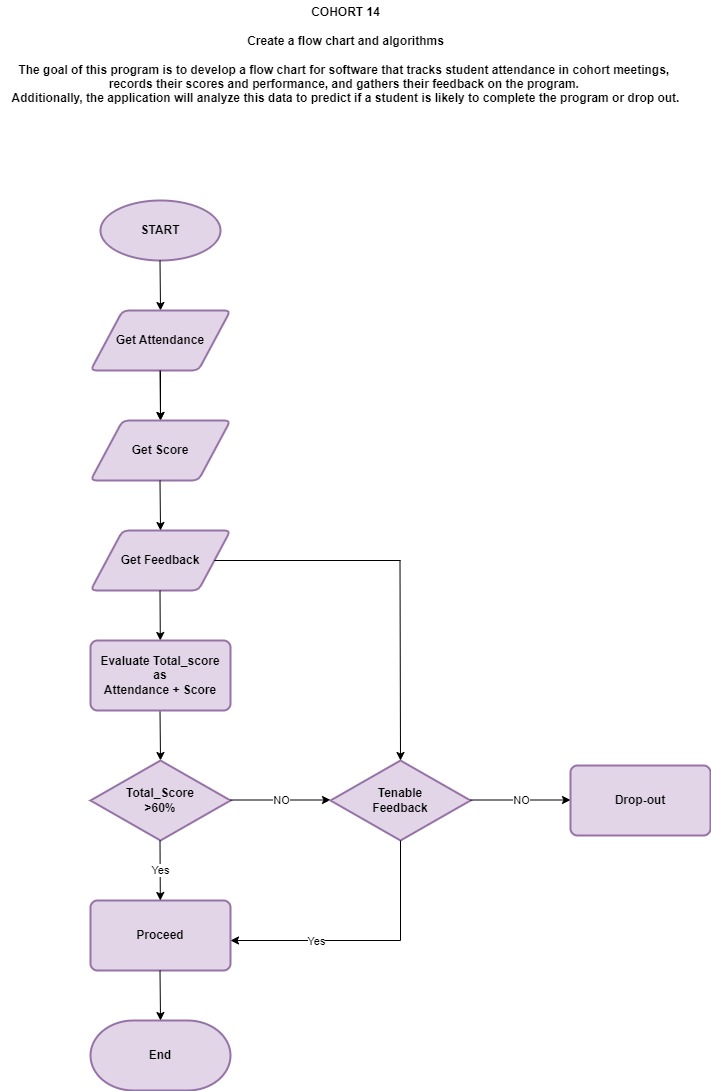 COHORT 14
Create a flow chart and algorithms
The goal of this program is to develop a flow chart for software that tracks student attendance in cohort meetings,
records their scores and performance, and gathers their feedback on the program.
Additionally, the application will analyze this data to predict if a student is likely to complete the program or drop out.
START
Get Attendance
Get Score
Get Feedback
Evaluate Total_score
as
Attendance + Score
Total_Score
>60%
NO
Tenable
Feedback
NO
Drop-out
Yes
Proceed
Yes
End